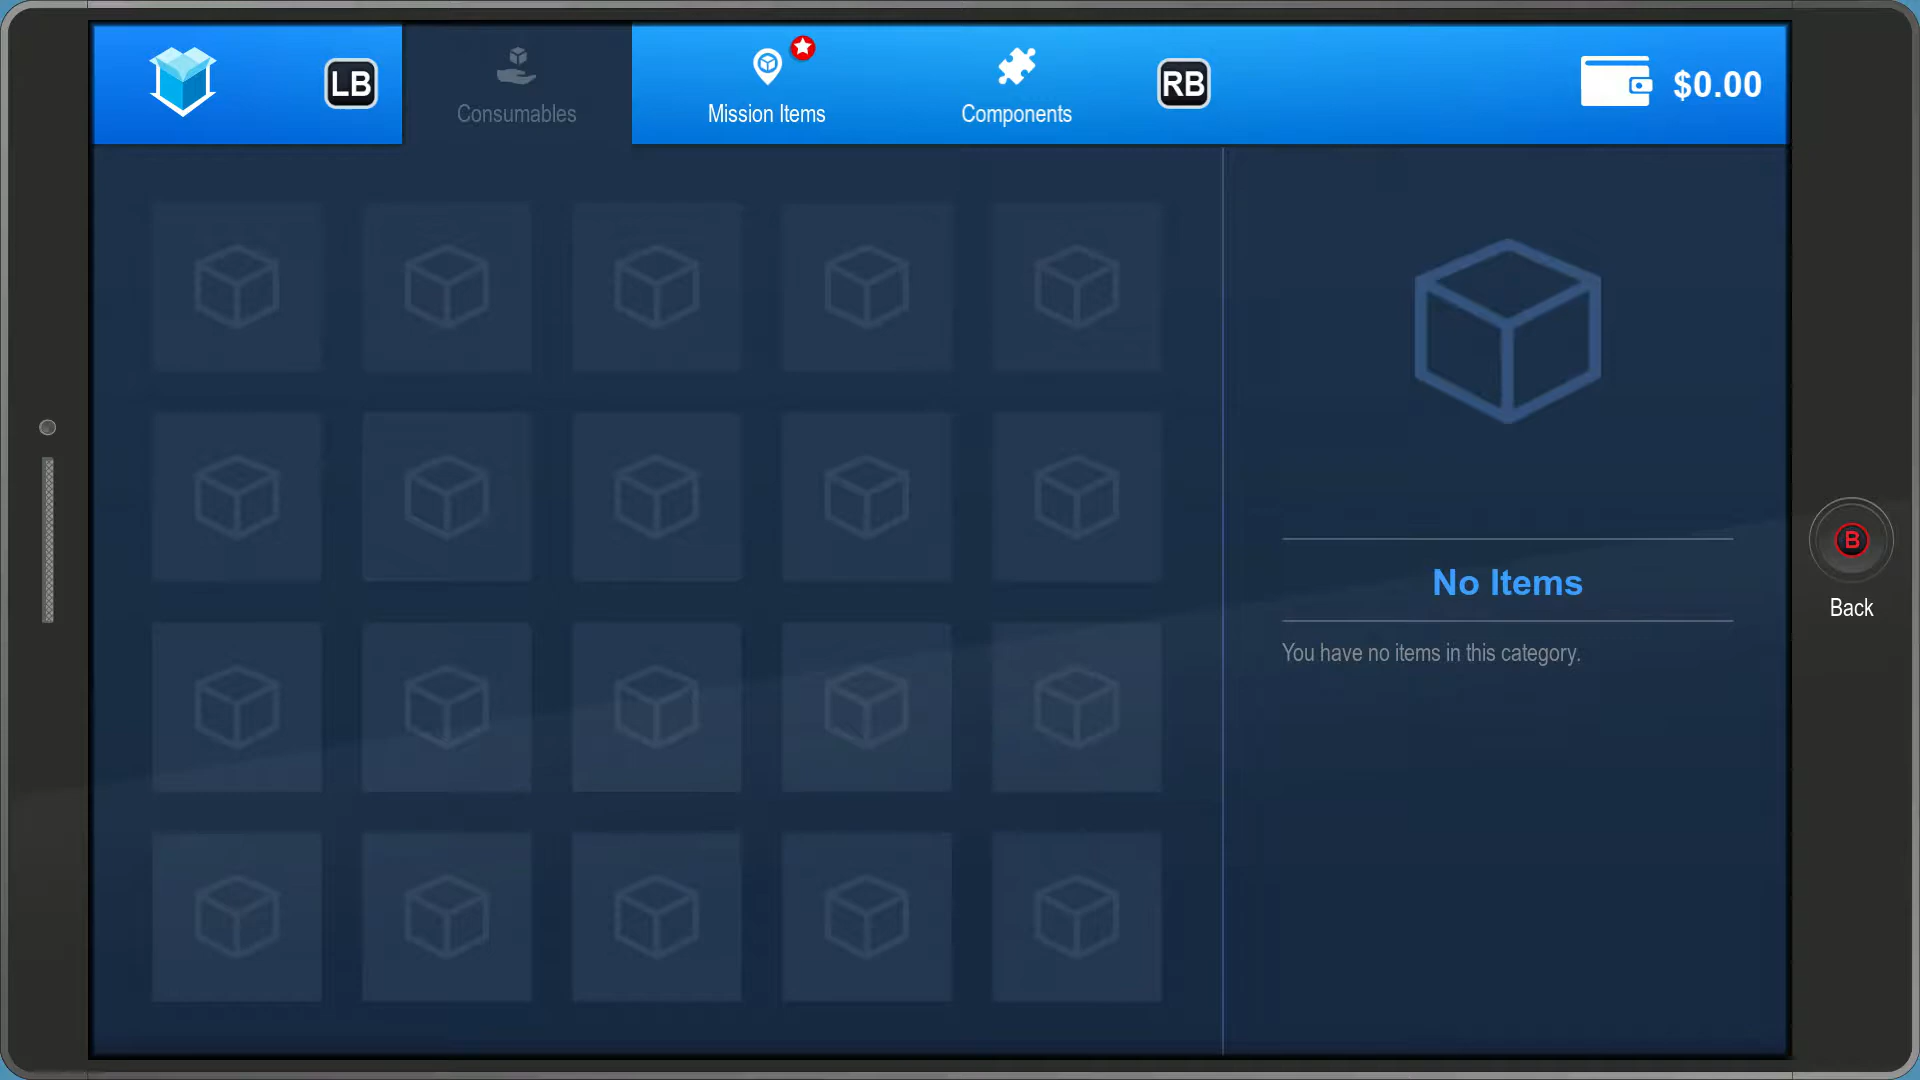 LB
Consumables
Mission Items
Components
RB
$0.00
No Items
You have no items in this category.
B
Back